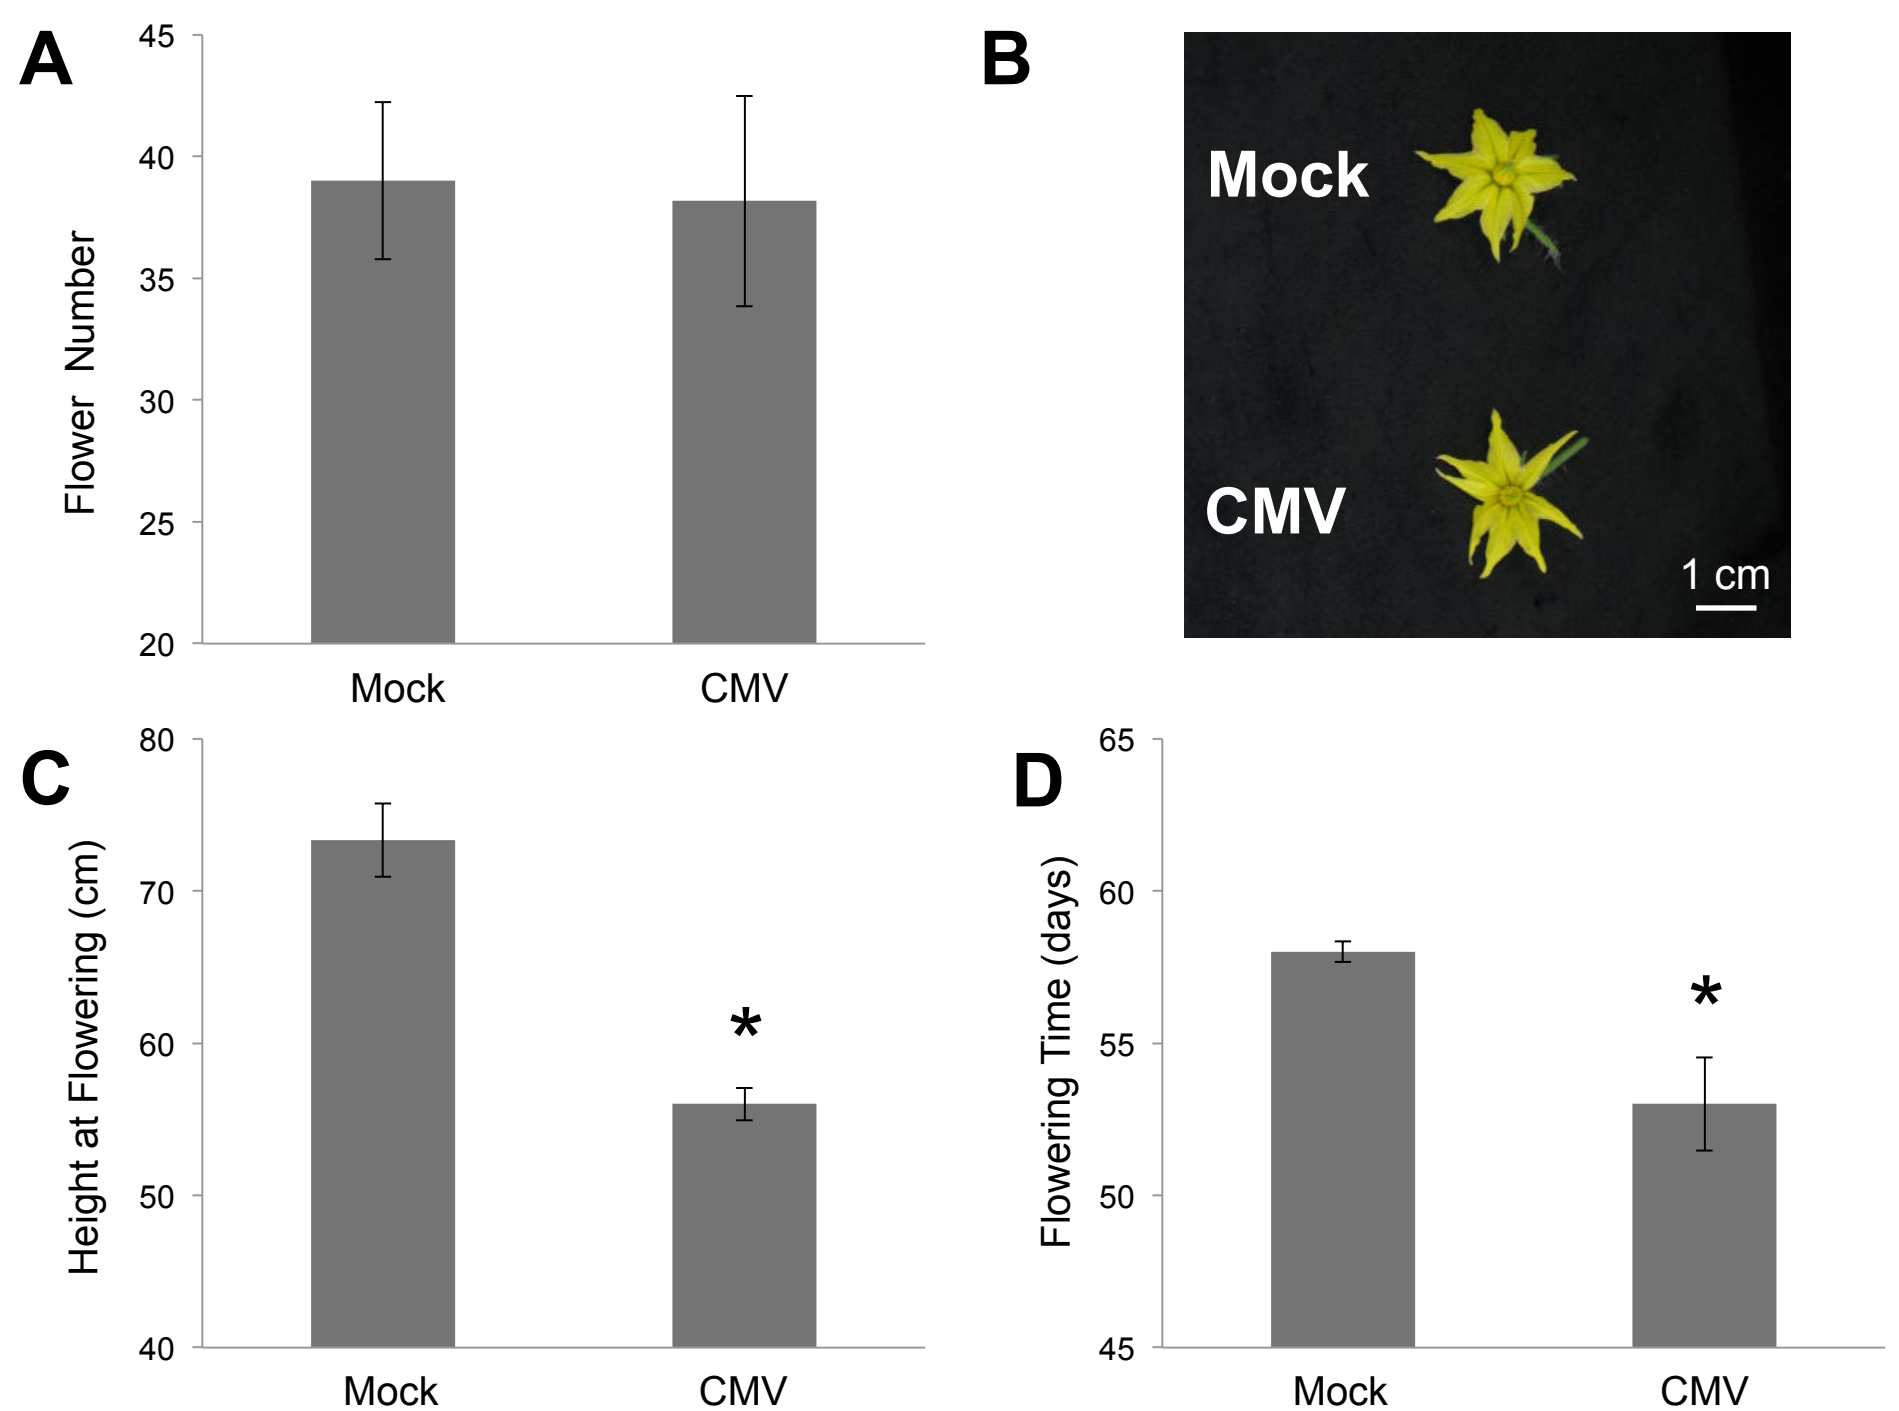 A
45
40
35
30
25
20
Flower Number
Mock CMV
B
Mock
CMV
1 cm
C
80
70
60
50
40
Height at Flowering (cm)
*
Mock CMV
D
65
60
55
50
45
Flowering Time (days)
*
Mock CMV